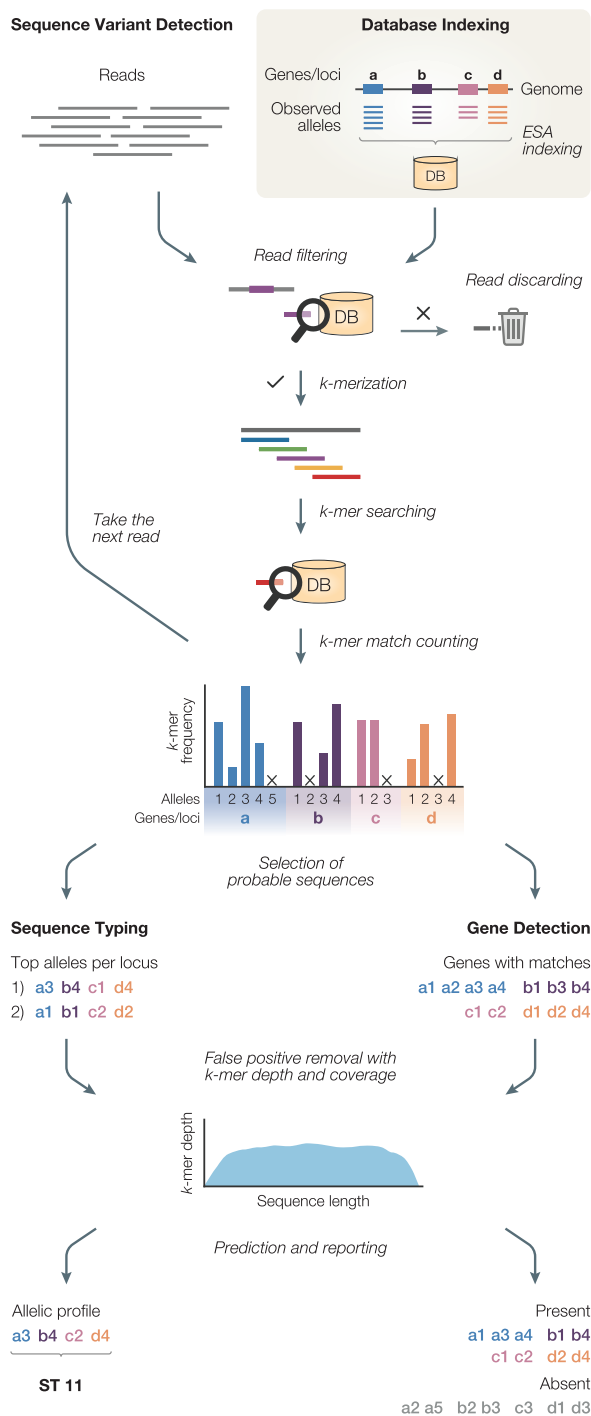 Sequence Variant Detection
Database Indexing
Reads
Genes/loci
a b c d
Genome
Observed
alleles
ESA
indexing
DB
Read filtering
Read discarding
DB
k-merization
k-mer searching
Take the
next read
DB
k-mer match counting
k-mer
frequency
Alleles 1 2 3 4 5 1 2 3 4 1 2 3 1 2 3 4
Genes/loci a b c d
Selection of
probable sequences
Sequence Typing
Top alleles per locus
1) a3 b4 c1 d4
2) a1 b1 c2 d2
Gene Detection
Genes with matches
a1 a2 a3 a4 b1 b3 b4
c1 c2 d1 d2 d4
False positive removal with
k-mer depth and coverage
k-mer depth
Sequence length
Prediction and reporting
Allelic profile
a3 b4 c2 d4
ST 11
Present
a1 a3 a4 b1 b4
c1 c2 d2 d4
Absent
a2 a5 b2 b3 c3 d1 d3